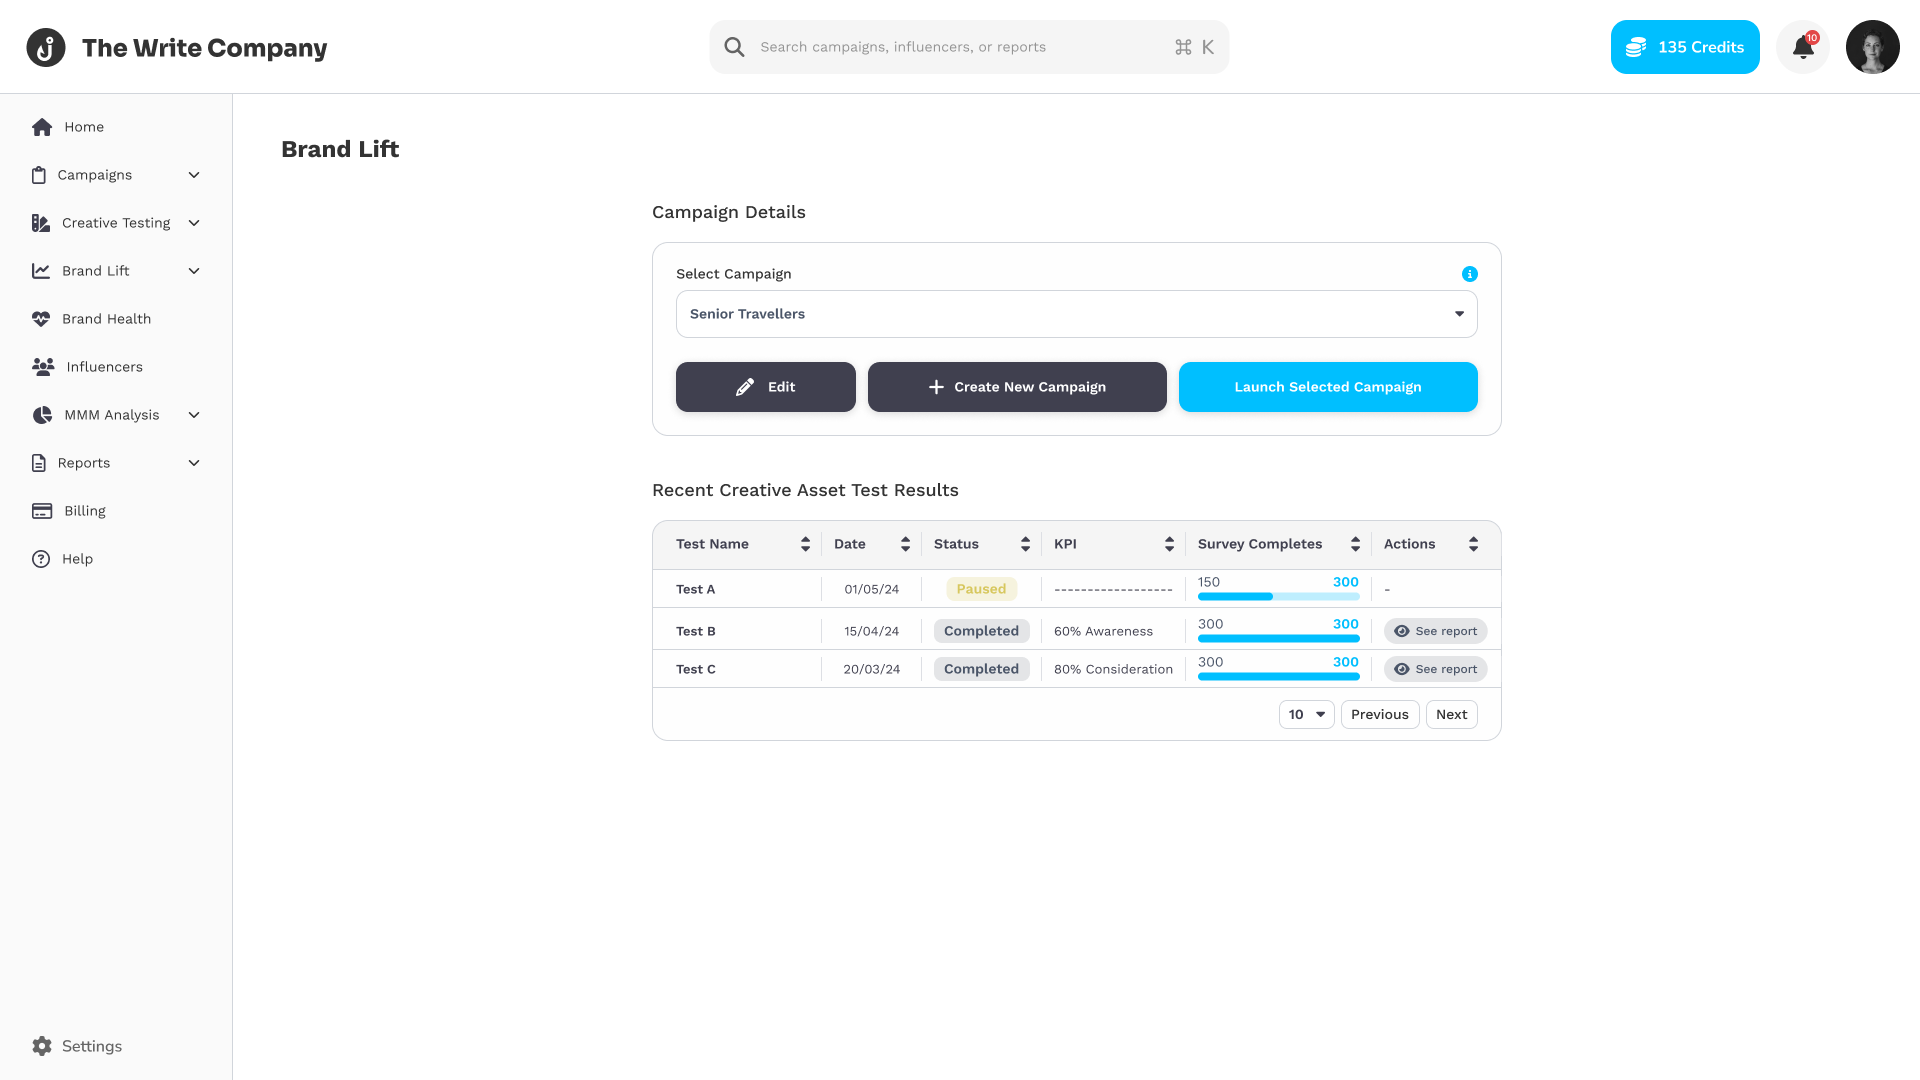 The Write Company
Search campaigns, influencers, or reports
⌘ K
135 Credits
10
Home
Campaigns
Creative Testing
Brand Lift
Brand Health
Influencers
MMM Analysis
Reports
Billing
Help
Settings
Brand Lift
Campaign Details
Select Campaign
Senior Travellers
Edit
Create New Campaign
Launch Selected Campaign
Recent Creative Asset Test Results
Test Name Date Status KPI Survey Completes Actions
Test A 01/05/24 Paused ------------------ 150 300 -
Test B 15/04/24 Completed 60% Awareness 300 300 See report
Test C 20/03/24 Completed 80% Consideration 300 300 See report
10 Previous Next